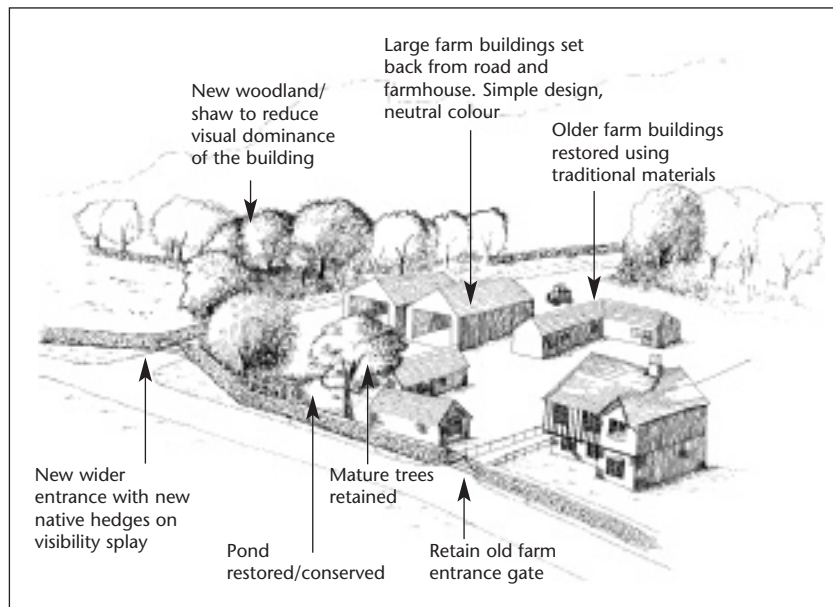 Large farm buildings set
back from road and
farmhouse. Simple design,
neutral colour
New woodland/
shaw to reduce
visual dominance
of the building
Older farm buildings
restored using
traditional materials
New wider
entrance with new
native hedges on
visibility splay
Mature trees
retained
Pond
restored/conserved
Retain old farm
entrance gate